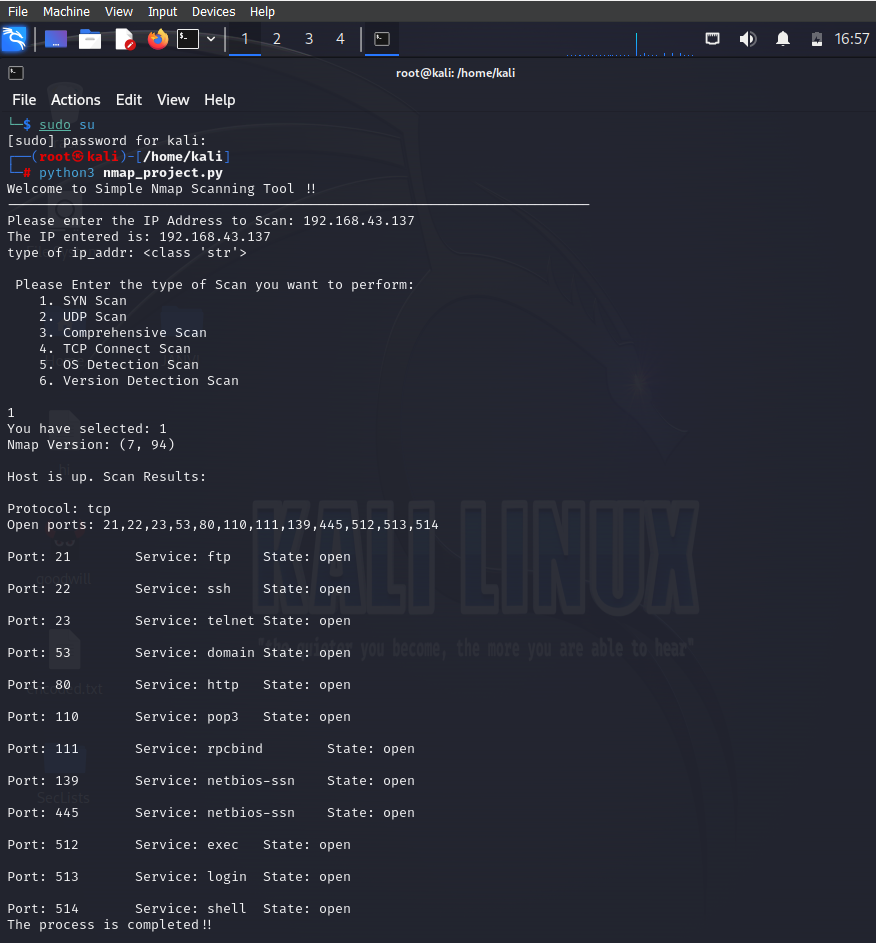 File Machine View Input Devices Help
1 2 3 4 16:57
root@kali: /home/kali
File Actions Edit View Help
└─$ sudo su
[sudo] password for kali:
┌──(root㉿kali)-[/home/kali]
└─# python3 nmap_project.py
Welcome to Simple Nmap Scanning Tool !!
Please enter the IP Address to Scan: 192.168.43.137
The IP entered is: 192.168.43.137
type of ip_addr: <class 'str'>
Please Enter the type of Scan you want to perform:
1. SYN Scan
2. UDP Scan
3. Comprehensive Scan
4. TCP Connect Scan
5. OS Detection Scan
6. Version Detection Scan
1
You have selected: 1
Nmap Version: (7, 94)
Host is up. Scan Results:
Protocol: tcp
Open ports: 21,22,23,53,80,110,111,139,445,512,513,514
Port: 21 Service: ftp State: open
Port: 22 Service: ssh State: open
Port: 23 Service: telnet State: open
Port: 53 Service: domain State: open
Port: 80 Service: http State: open
Port: 110 Service: pop3 State: open
Port: 111 Service: rpcbind State: open
Port: 139 Service: netbios-ssn State: open
Port: 445 Service: netbios-ssn State: open
Port: 512 Service: exec State: open
Port: 513 Service: login State: open
Port: 514 Service: shell State: open
The process is completed!!
KALI LINUX
"the quieter you become, the more you are able to hear"
goodwill
SecLists